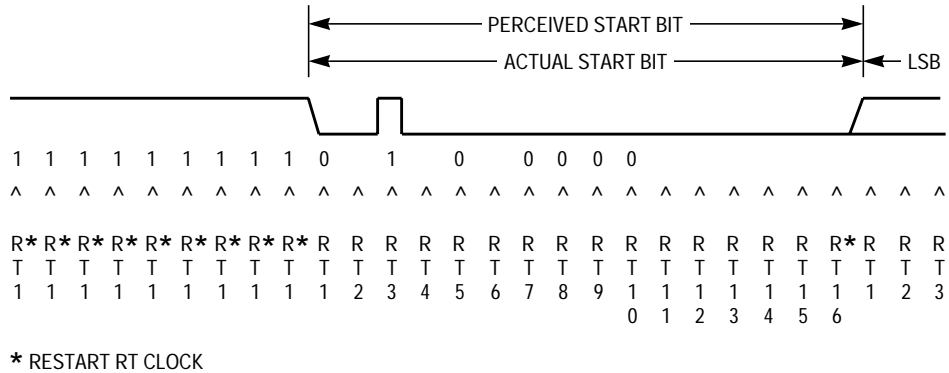 PERCEIVED START BIT
ACTUAL START BIT LSB
1 1 1 1 1 1 1 1 1 0 1 0 0 0 0 0
^ ^ ^ ^ ^ ^ ^ ^ ^ ^ ^ ^ ^ ^ ^ ^ ^ ^ ^ ^ ^ ^ ^ ^ ^ ^ ^ ^
R* R* R* R* R* R* R* R* R* R R R R R R R R R R R R R R R R* R R R
T T T T T T T T T T T T T T T T T T T T T T T T T T T T
1 1 1 1 1 1 1 1 1 1 2 3 4 5 6 7 8 9 1 1 1 1 1 1 1 1 2 3
0 1 2 3 4 5 6
* RESTART RT CLOCK